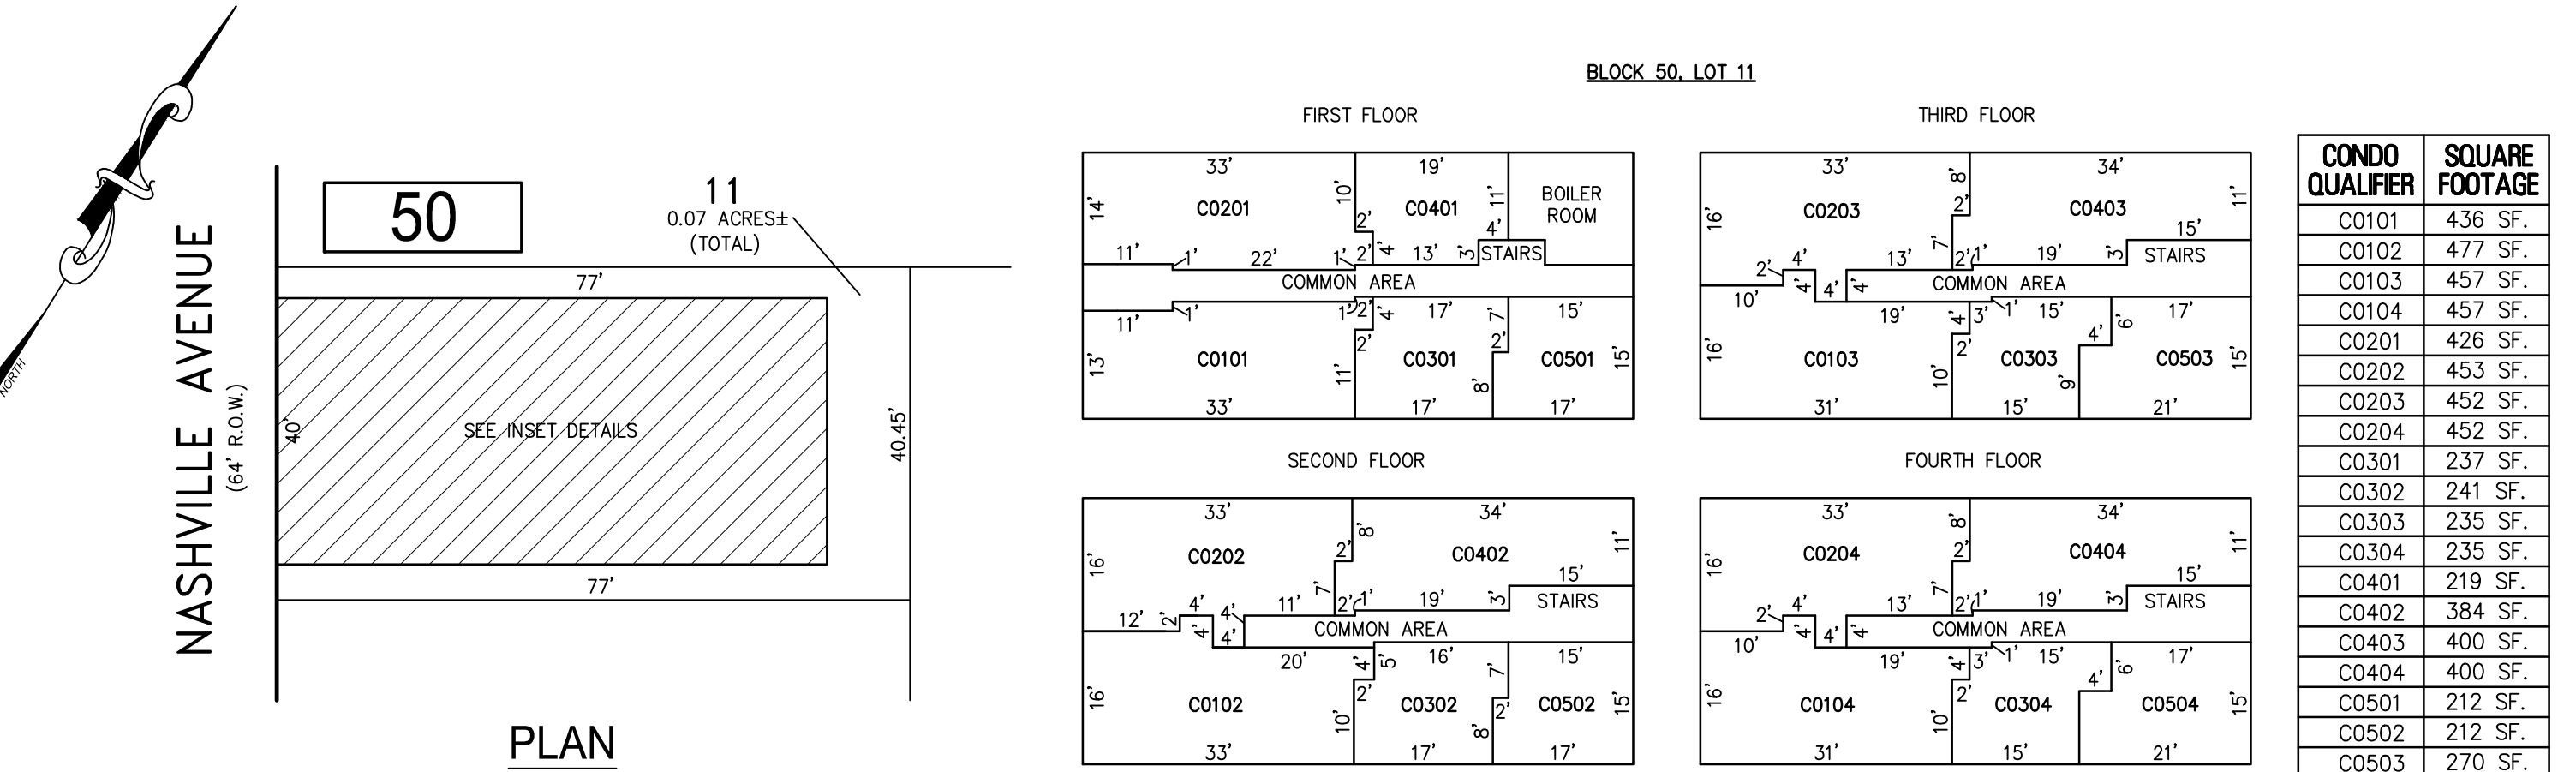 NORTH
NASHVILLE AVENUE
(64' R.O.W.)
50
11
0.07 ACRES±
(TOTAL)
77'
40'
SEE INSET DETAILS
40.45'
77'
PLAN
BLOCK 50, LOT 11
FIRST FLOOR
33'
19'
14'
C0201
10'
C0401
11'
BOILER
ROOM
2'
4'
11'
1'
22'
1'
2'
4'
13'
3'
STAIRS
COMMON AREA
11'
1'
1'
2'
4'
17'
7'
15'
2'
2'
13'
C0101
11'
C0301
8'
C0501
15'
33'
17'
17'
THIRD FLOOR
33'
8'
34'
16'
C0203
2'
C0403
11'
15'
7'
4'
13'
2'
1'
19'
3'
STAIRS
2'
10'
4'
4'
4'
COMMON AREA
19'
4'
3'
1'
15'
6'
17'
2'
4'
16'
C0103
10'
C0303
9'
C0503
15'
31'
15'
21'
SECOND FLOOR
33'
8'
34'
16'
C0202
2'
C0402
11'
15'
7'
4'
4'
11'
2'
1'
19'
3'
STAIRS
12'
2'
4'
4'
COMMON AREA
20'
4'
5'
16'
7'
15'
2'
2'
16'
C0102
10'
C0302
8'
C0502
15'
33'
17'
17'
FOURTH FLOOR
33'
8'
34'
16'
C0204
2'
C0404
11'
15'
7'
4'
13'
2'
1'
19'
3'
STAIRS
2'
10'
4'
4'
4'
COMMON AREA
19'
4'
3'
1'
15'
6'
17'
2'
4'
16'
C0104
10'
C0304
C0504
15'
31'
15'
21'
CONDO QUALIFIER SQUARE FOOTAGE
C0101 436 SF.
C0102 477 SF.
C0103 457 SF.
C0104 457 SF.
C0201 426 SF.
C0202 453 SF.
C0203 452 SF.
C0204 452 SF.
C0301 237 SF.
C0302 241 SF.
C0303 235 SF.
C0304 235 SF.
C0401 219 SF.
C0402 384 SF.
C0403 400 SF.
C0404 400 SF.
C0501 212 SF.
C0502 212 SF.
C0503 270 SF.